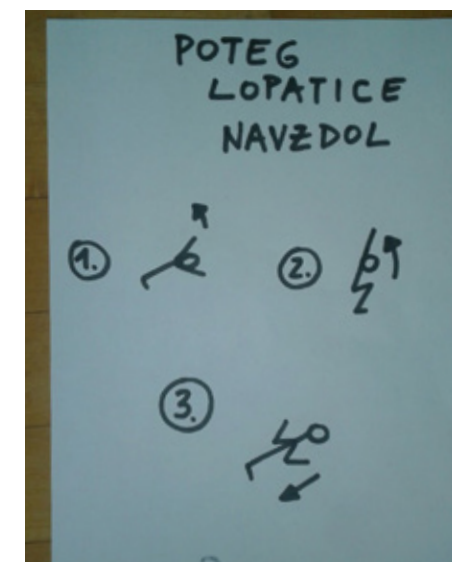 POTEG
LOPATICE
NAVZDOL
1.
2.
3.